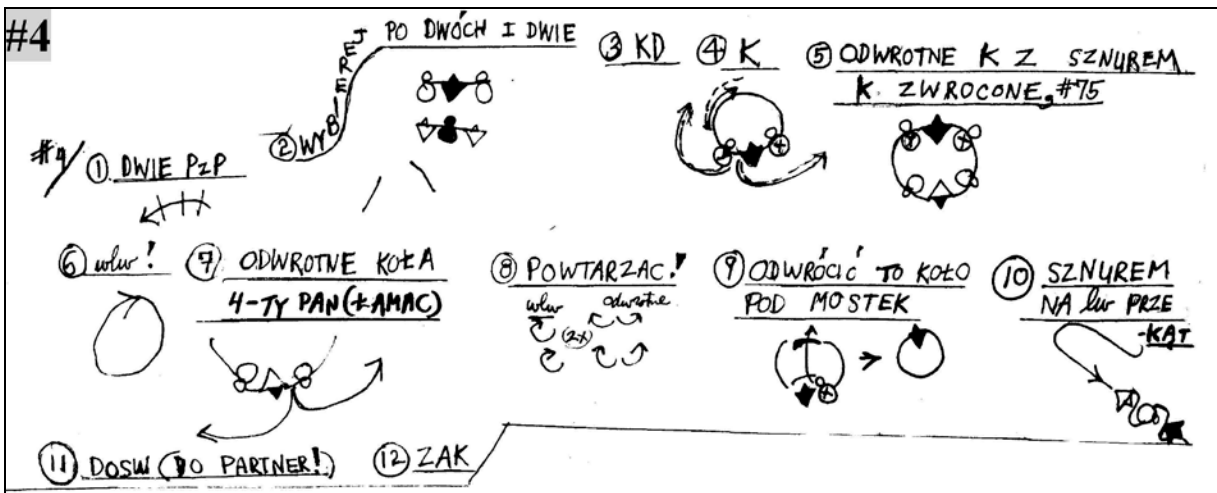 #4
#4/ ① DWIE PzP
② WYBIEREJ PO DWÓCH I DWIE
③ KD
④ K
⑤ ODWROTNE K Z SZNUREM
K. ZWROCONE, #75
⑥ wlw!
⑦ ODWROTNE KOŁA
4-TY PAN (ŁAMAC)
⑧ POWTARZAC!
wlw odwrotne
(2x)
⑨ ODWRÓCIĆ TO KOŁO
POD MOSTEK
⑩ SZNUREM
NA lw PRZE
-KĄT
⑪ DOSW (DO PARTNER!)
⑫ ZAK